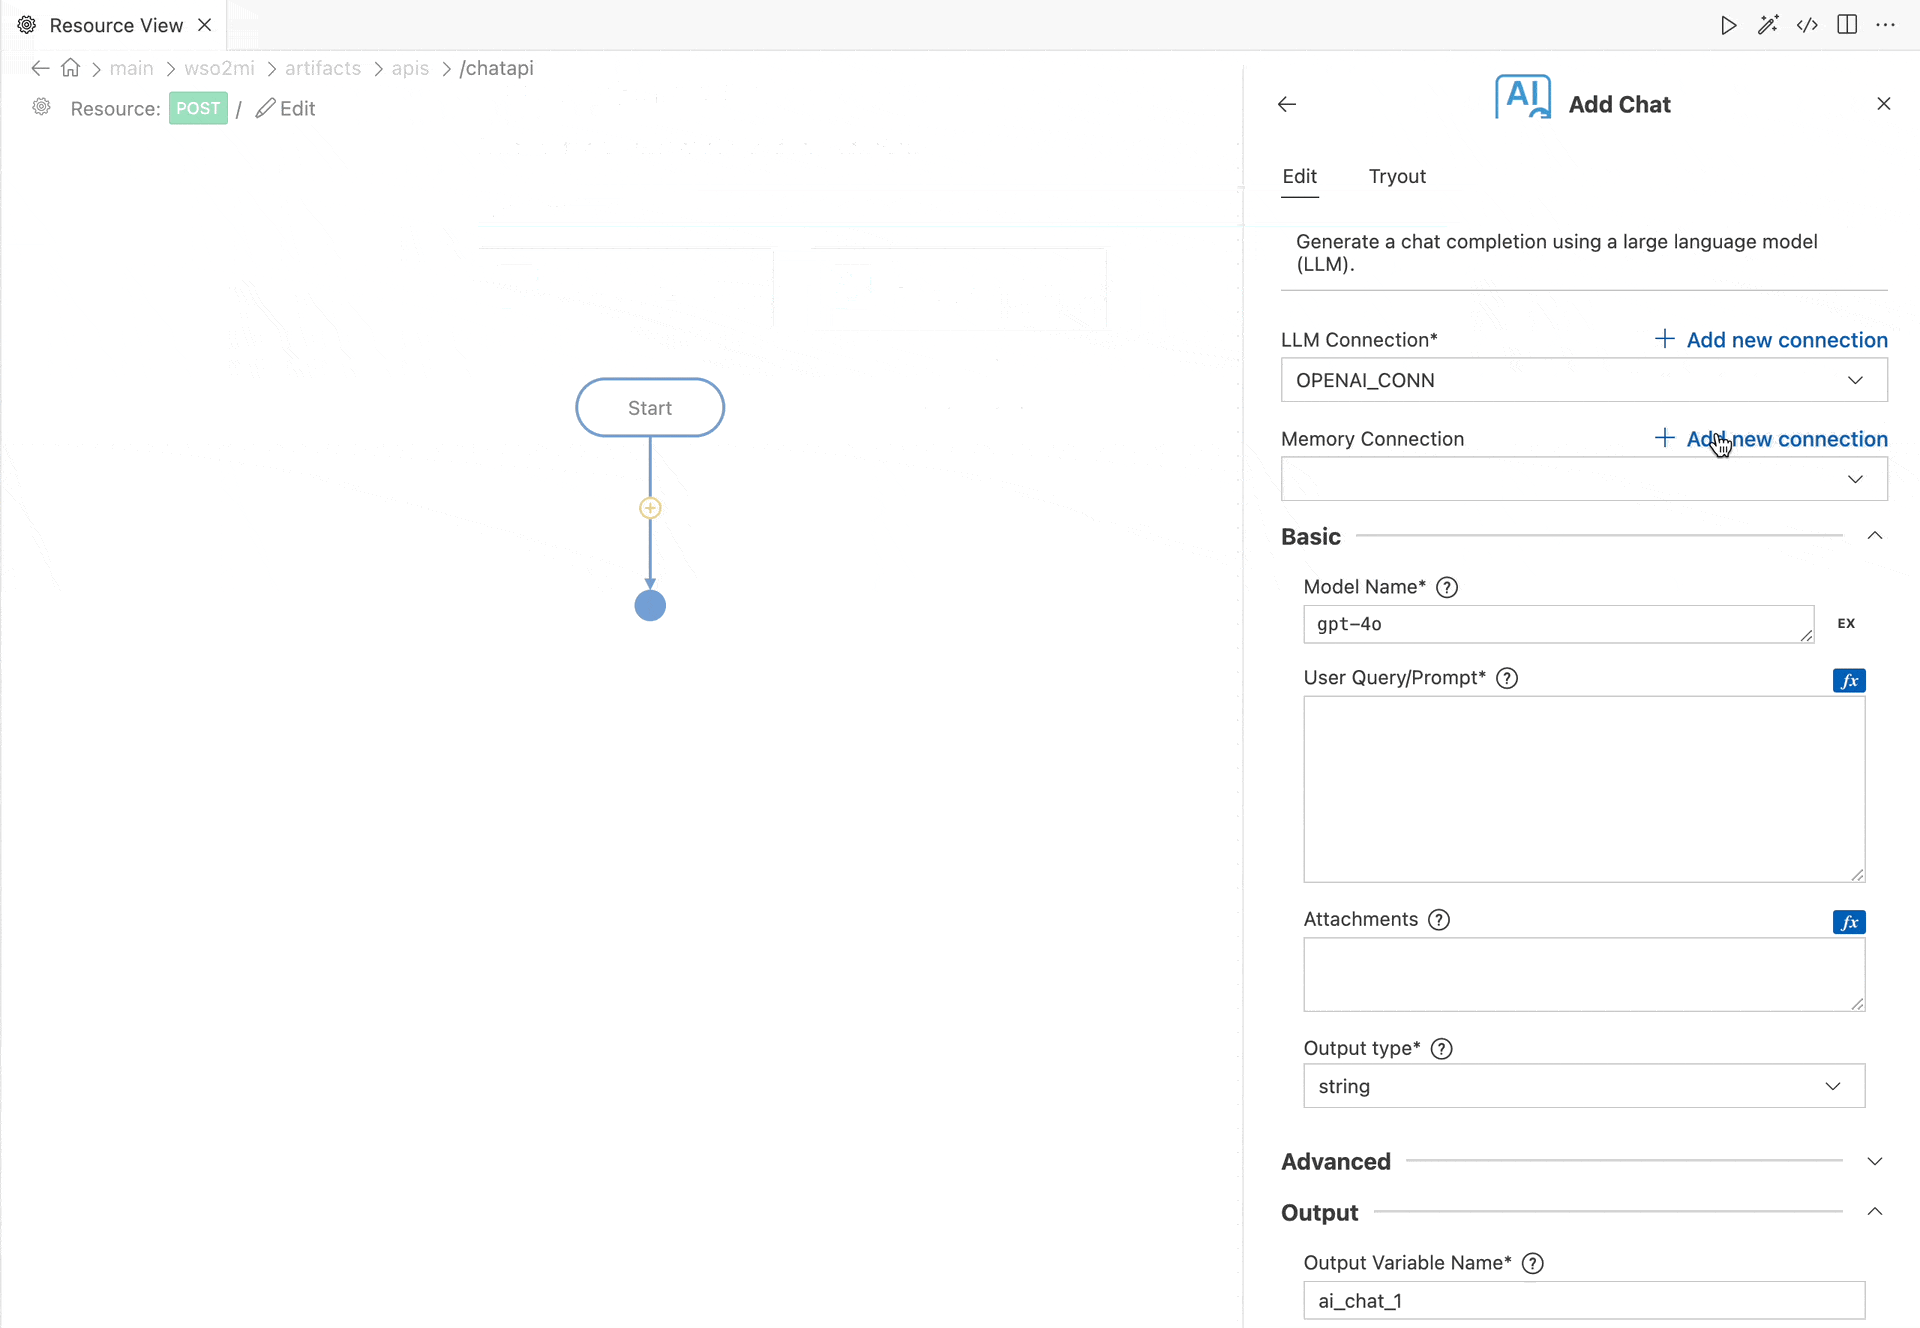 Resource View
main
wso2mi
artifacts
apis
/chatapi
Resource: POST / Edit
AI
Add Chat
Edit
Tryout
Generate a chat completion using a large language model
(LLM).
LLM Connection*
Add new connection
OPENAI_CONN
Memory Connection
Add new connection
Start
Basic
Model Name*
gpt-4o
EX
User Query/Prompt*
fx
Attachments
fx
Output type*
string
Advanced
Output
Output Variable Name*
ai_chat_1